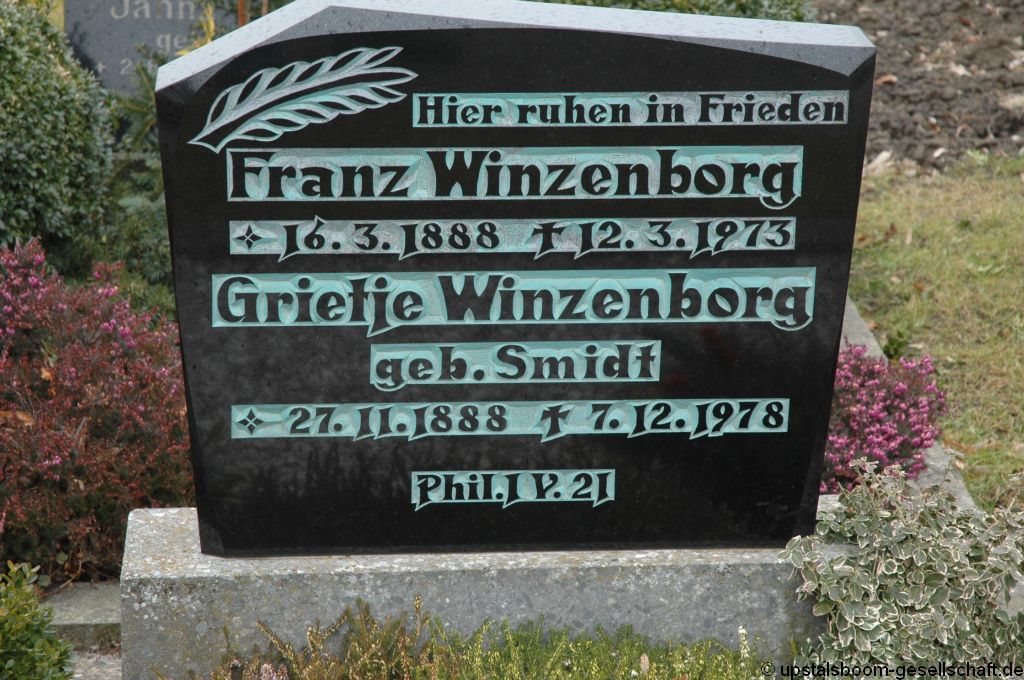 Hier ruhen in Frieden
Franz Winzenborg
16. 3. 1888 † 12. 3. 1973
Grietje Winzenborg
geb. Smidt
27. 11. 1888 † 7. 12. 1978
Phil. IV. 21
© upstalsboom-gesellschaft.de